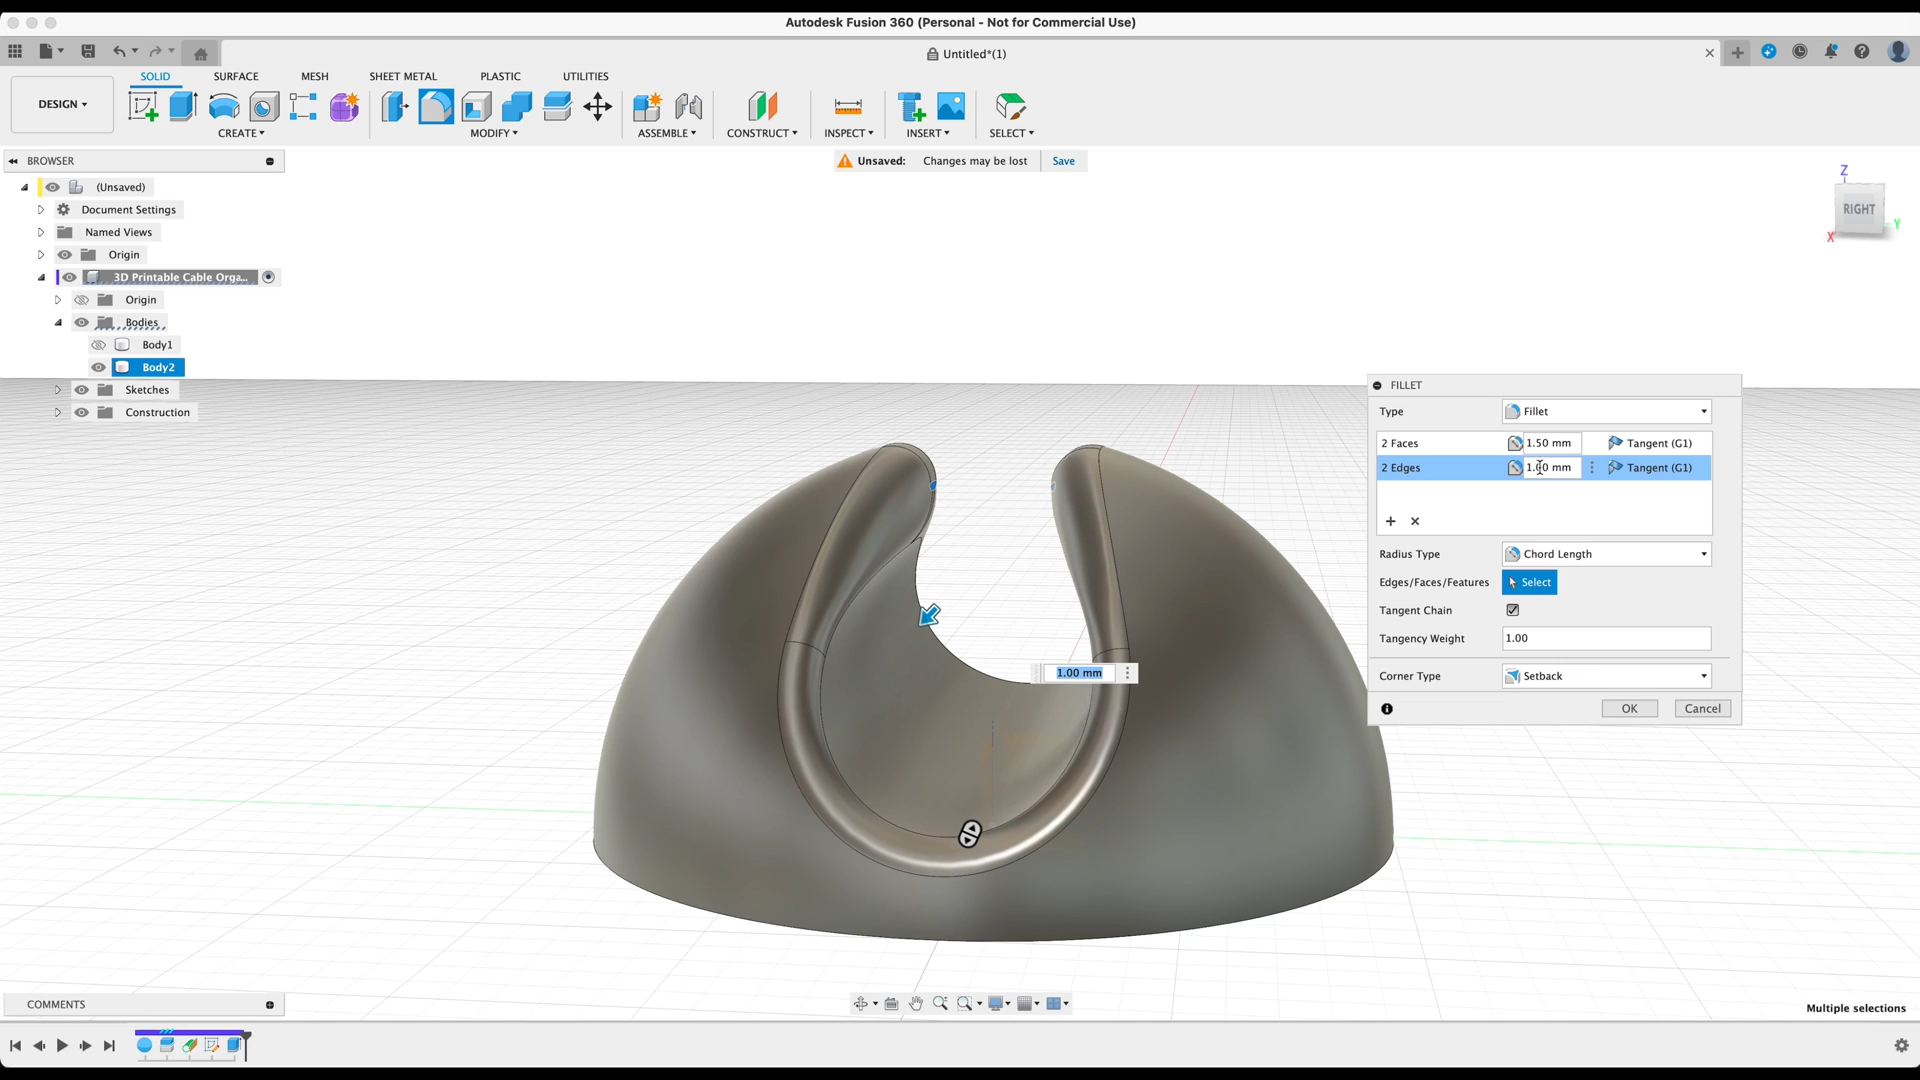 Autodesk Fusion 360 (Personal - Not for Commercial Use)
Untitled*(1)
SOLID SURFACE MESH SHEET METAL PLASTIC UTILITIES
DESIGN
CREATE MODIFY ASSEMBLE CONSTRUCT INSPECT INSERT SELECT
BROWSER
Unsaved: Changes may be lost Save
(Unsaved)
Document Settings
Named Views
Origin
3D Printable Cable Orga...
Origin
Bodies
Body1
Body2
Sketches
Construction
Z
RIGHT
Y
X
FILLET
Type Fillet
2 Faces 1.50 mm Tangent (G1)
2 Edges 1.00 mm Tangent (G1)
Radius Type Chord Length
Edges/Faces/Features Select
Tangent Chain
Tangency Weight 1.00
Corner Type Setback
OK Cancel
1.00 mm
COMMENTS
Multiple selections